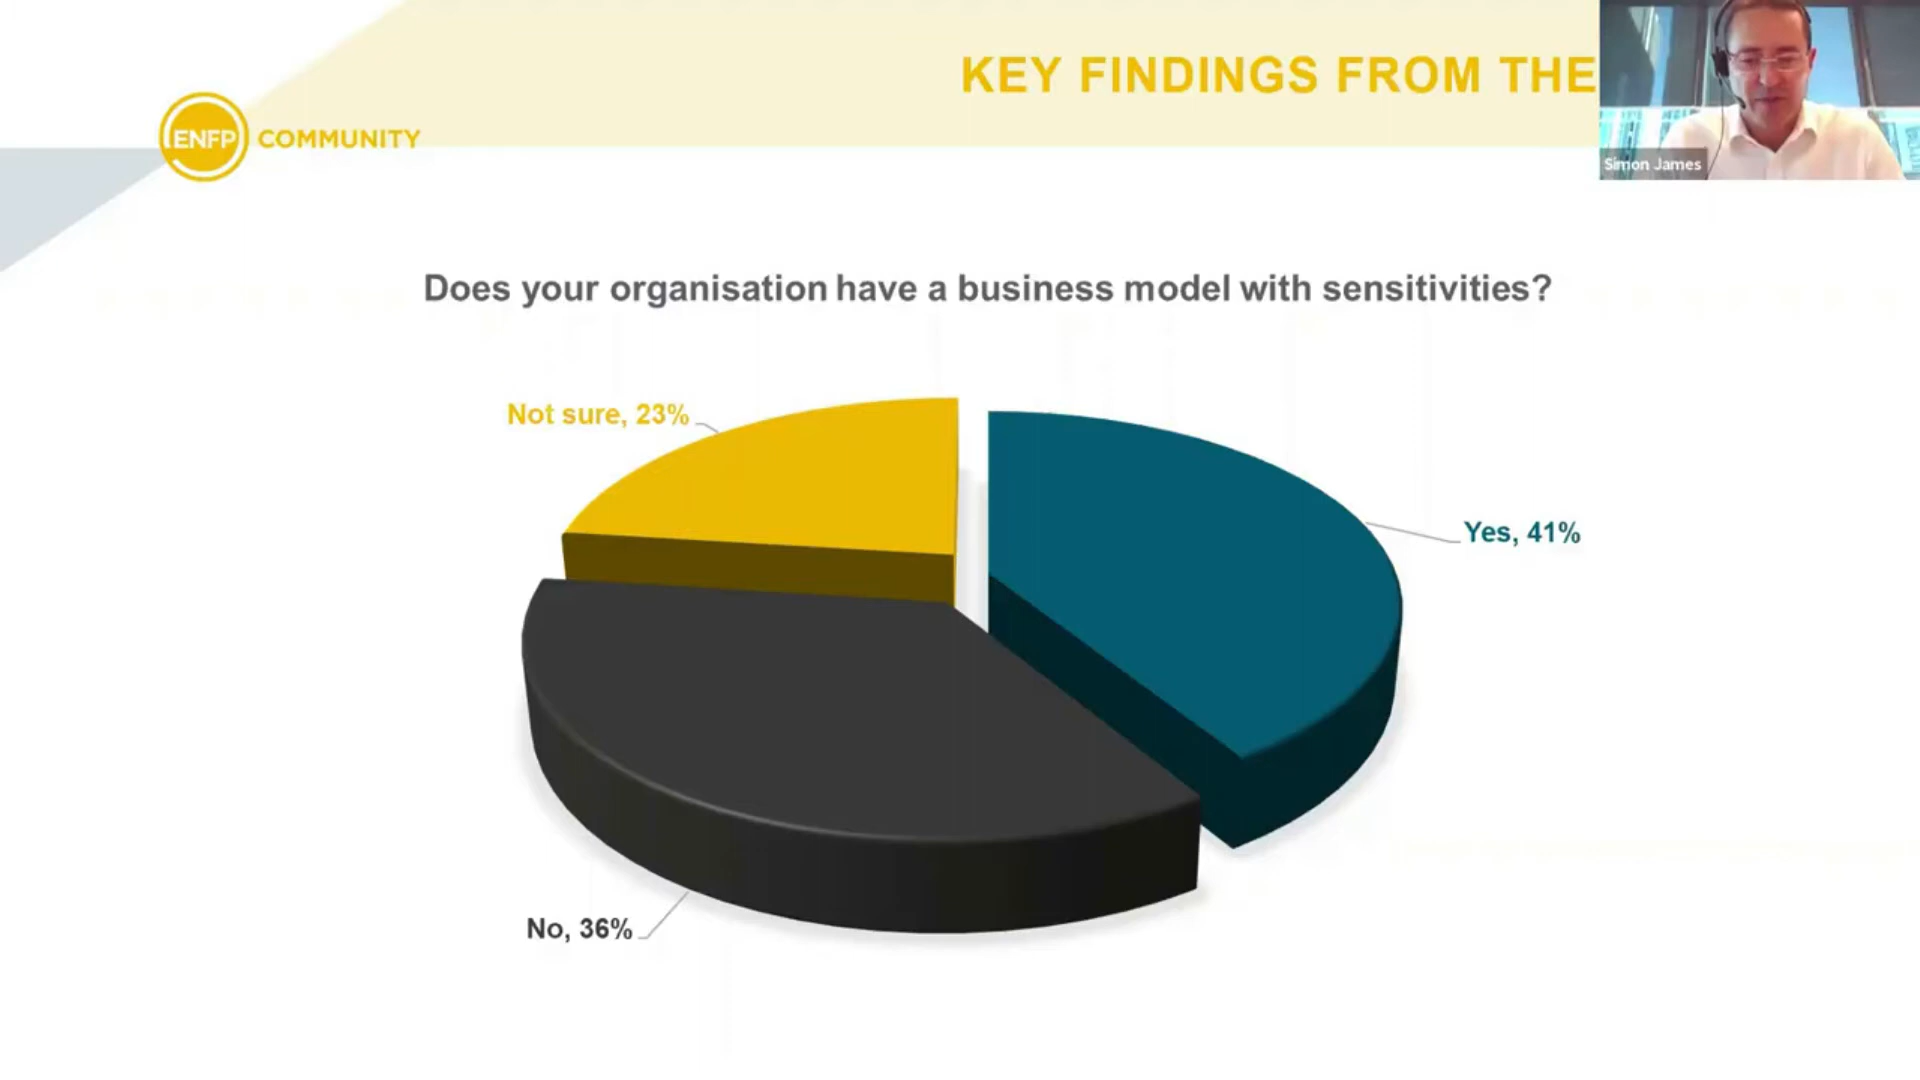 KEY FINDINGS FROM THE
Simon James
ENFP COMMUNITY
Does your organisation have a business model with sensitivities?
Not sure, 23%
Yes, 41%
No, 36%